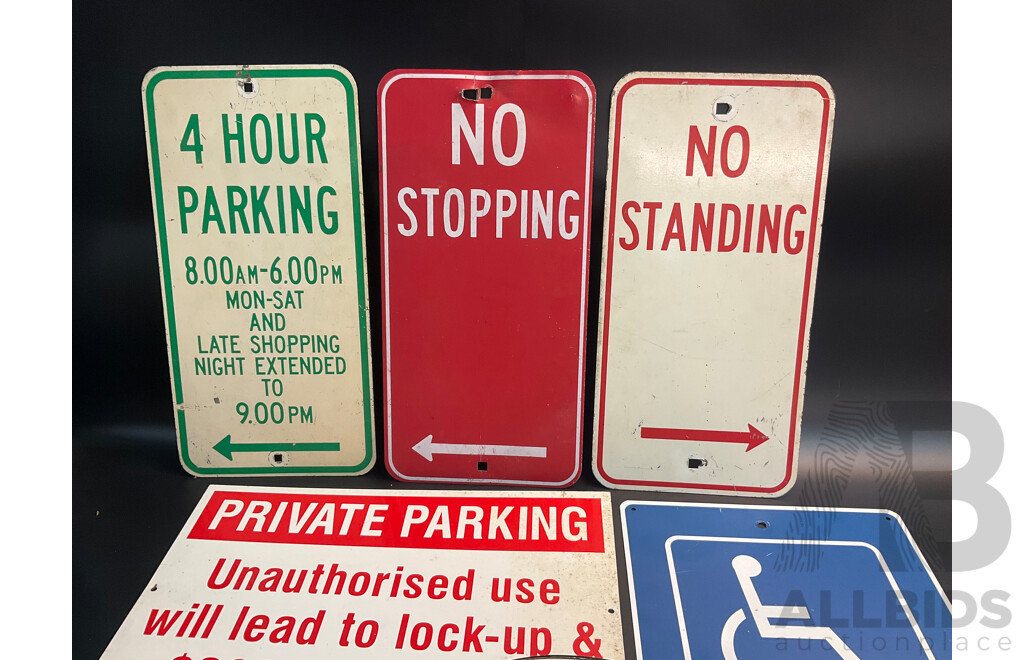 4 HOUR
PARKING
8.00AM-6.00PM
MON-SAT
AND
LATE SHOPPING
NIGHT EXTENDED
TO
9.00PM
NO
STOPPING
NO
STANDING
PRIVATE PARKING
Unauthorised use
will lead to lock-up &
AB
ALLBIDS
auctionplace